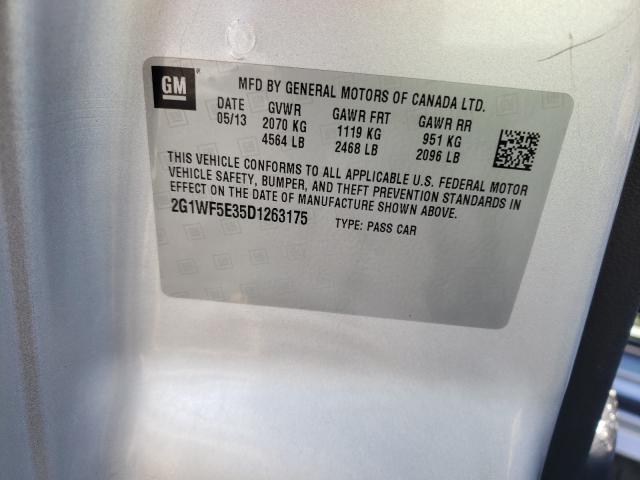 GM
MFD BY GENERAL MOTORS OF CANADA LTD.
DATE GVWR GAWR FRT GAWR RR
05/13 2070 KG 1119 KG 951 KG
4564 LB 2468 LB 2096 LB
THIS VEHICLE CONFORMS TO ALL APPLICABLE U.S. FEDERAL MOTOR
VEHICLE SAFETY, BUMPER, AND THEFT PREVENTION STANDARDS IN
EFFECT ON THE DATE OF MANUFACTURE SHOWN ABOVE.
2G1WF5E35D1263175 TYPE: PASS CAR